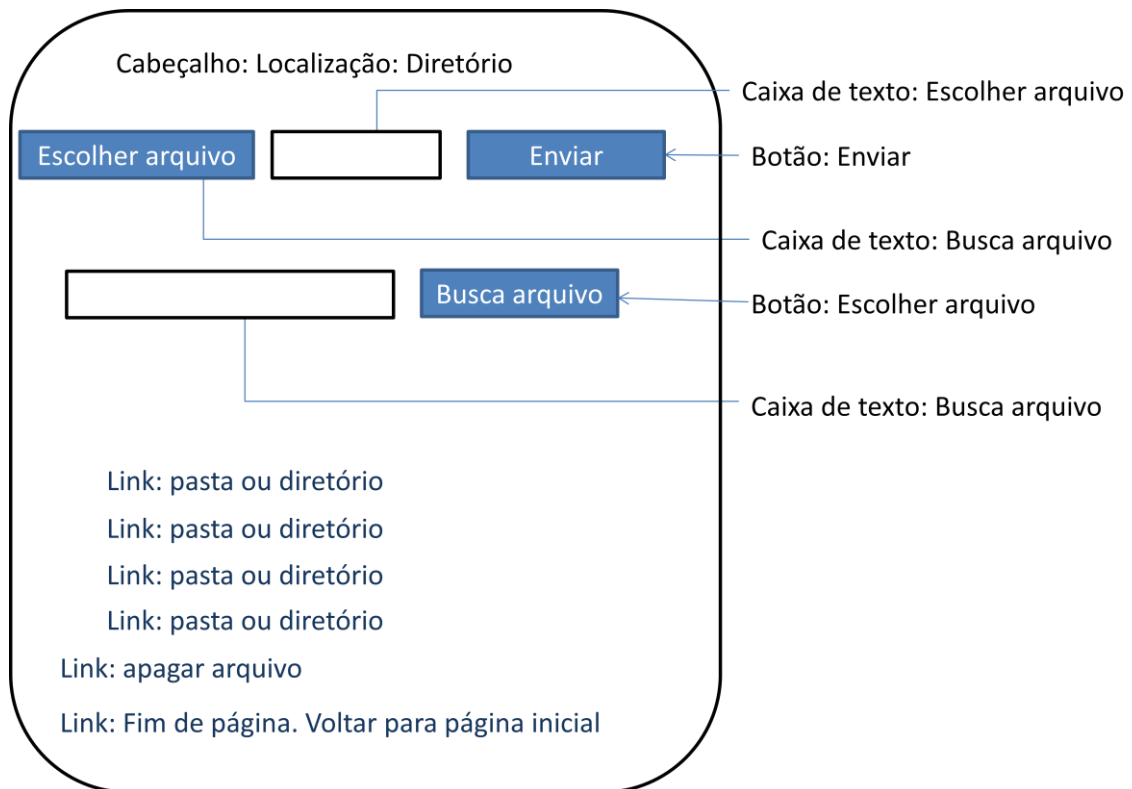 Cabeçalho: Localização: Diretório
Caixa de texto: Escolher arquivo
Escolher arquivo
Enviar
Botão: Enviar
Caixa de texto: Busca arquivo
Busca arquivo
Botão: Escolher arquivo
Caixa de texto: Busca arquivo
Link: pasta ou diretório
Link: pasta ou diretório
Link: pasta ou diretório
Link: pasta ou diretório
Link: apagar arquivo
Link: Fim de página. Voltar para página inicial